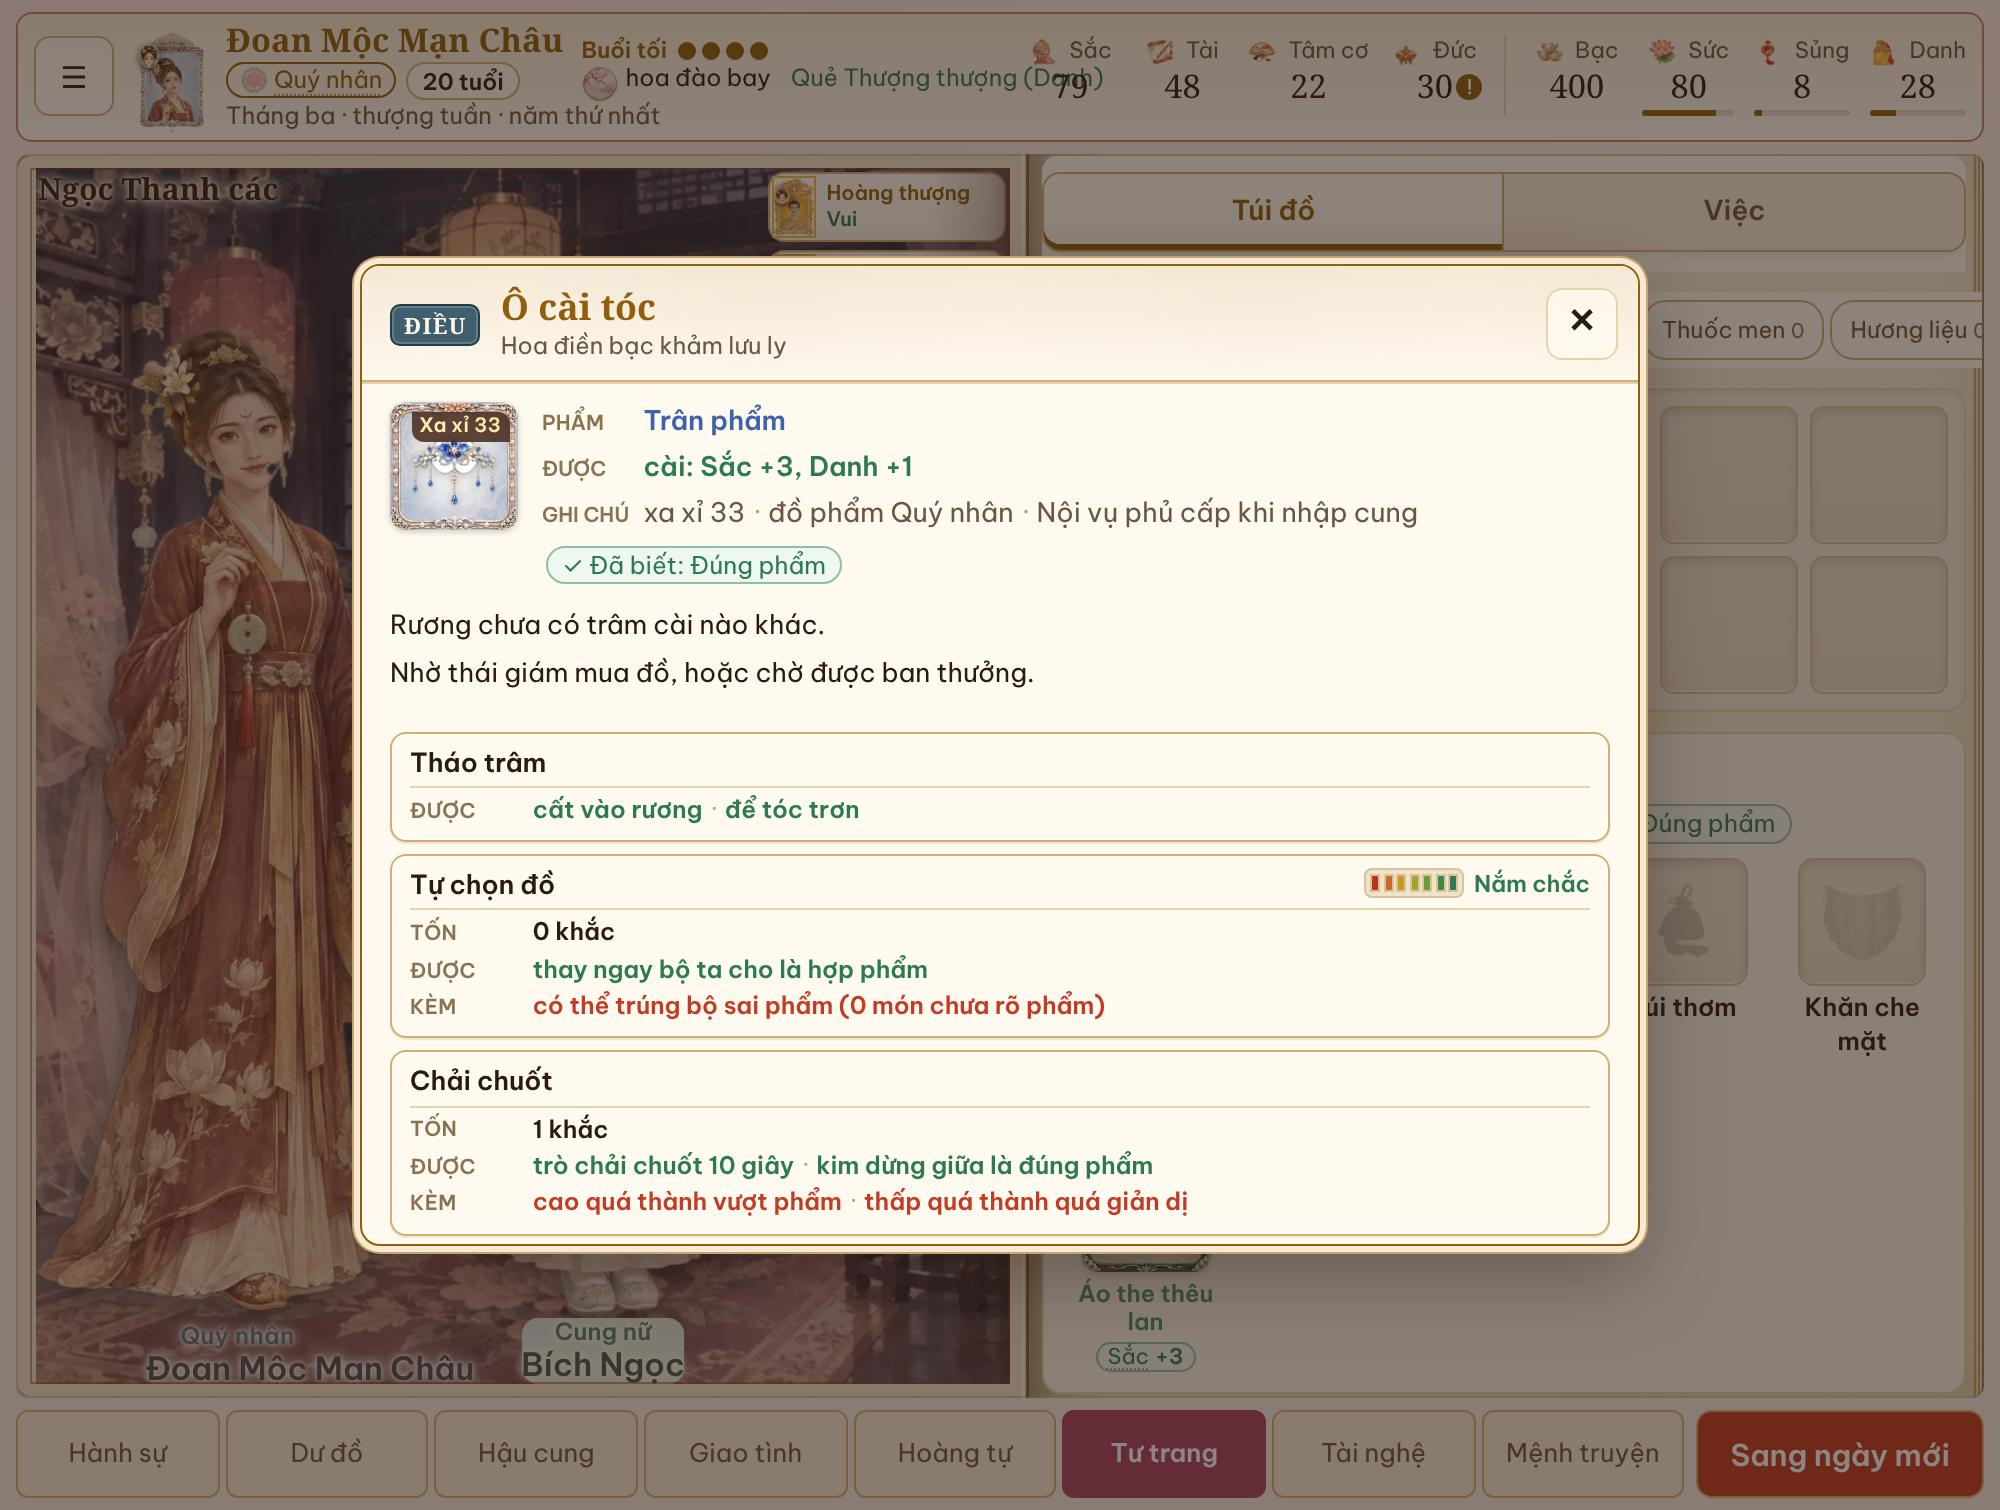 ☰
Đoan Mộc Mạn Châu
Quý nhân
20 tuổi
Tháng ba · thượng tuần · năm thứ nhất
Buổi tối
hoa đào bay
Quẻ Thượng thượng (Danh)
Sắc
79
Tài
48
Tâm cơ
22
Đức
30
Bạc
400
Sức
80
Sủng
8
Danh
28
Ngọc Thanh các
Hoàng thượng
Vui
Túi đồ
Việc
Thuốc men 0
Hương liệu
ĐIỀU
Ô cài tóc
Hoa điền bạc khảm lưu ly
✕
Xa xỉ 33
PHẨM Trân phẩm
ĐƯỢC cài: Sắc +3, Danh +1
GHI CHÚ xa xỉ 33 · đồ phẩm Quý nhân · Nội vụ phủ cấp khi nhập cung
✓ Đã biết: Đúng phẩm
Rương chưa có trâm cài nào khác.
Nhờ thái giám mua đồ, hoặc chờ được ban thưởng.
Tháo trâm
ĐƯỢC cất vào rương · để tóc trơn
Tự chọn đồ
Nắm chắc
TỐN 0 khắc
ĐƯỢC thay ngay bộ ta cho là hợp phẩm
KÈM có thể trúng bộ sai phẩm (0 món chưa rõ phẩm)
Chải chuốt
TỐN 1 khắc
ĐƯỢC trò chải chuốt 10 giây · kim dừng giữa là đúng phẩm
KÈM cao quá thành vượt phẩm · thấp quá thành quá giản dị
Đúng phẩm
úi thơm
Khăn che
mặt
Áo the thêu
lan
Sắc +3
Quý nhân
Đoan Mộc Mạn Châu
Cung nữ
Bích Ngọc
Hành sự
Dư đồ
Hậu cung
Giao tình
Hoàng tự
Tư trang
Tài nghệ
Mệnh truyện
Sang ngày mới